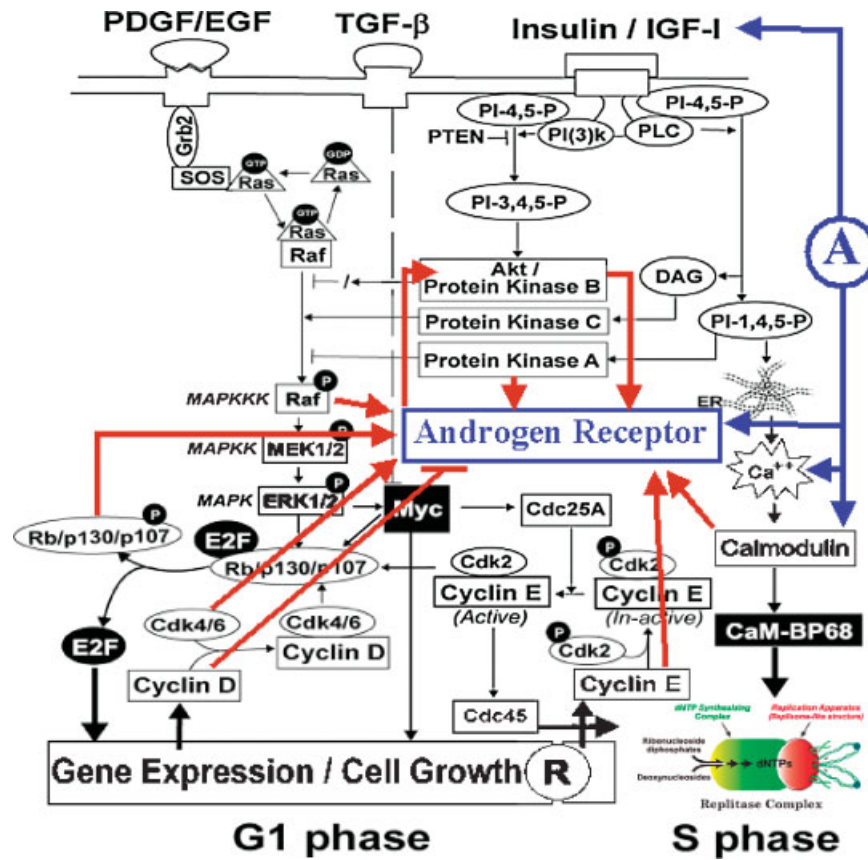 PDGF/EGF
TGF-β
Insulin / IGF-I
PI-4,5-P
PI-4,5-P
Grb2
PTEN
PI(3)k
PLC
SOS
GTP
Ras
GDP
Ras
PI-3,4,5-P
A
GTP
Ras
Raf
Akt /
Protein Kinase B
DAG
Protein Kinase C
PI-1,4,5-P
Protein Kinase A
MAPKKK
Raf
P
ER
Androgen Receptor
MAPKK
MEK1/2
P
Ca++
MAPK
ERK1/2
P
Myc
Cdc25A
Rb/p130/p107
P
E2F
Rb/p130/p107
Calmodulin
Cdk2
Cyclin E
(Active)
P
Cdk2
Cyclin E
(In-active)
Cdk4/6
Cdk4/6
Cyclin D
CaM-BP68
E2F
P
Cdk2
Cyclin D
Cyclin E
Cdc45
dNTP Synthesizing
Complex
Replication Apparatus
(Replisome-like structure)
Ribonucleoside
diphosphates
dNTPs
Deoxynucleosides
Replitase Complex
Gene Expression / Cell Growth
R
G1 phase
S phase